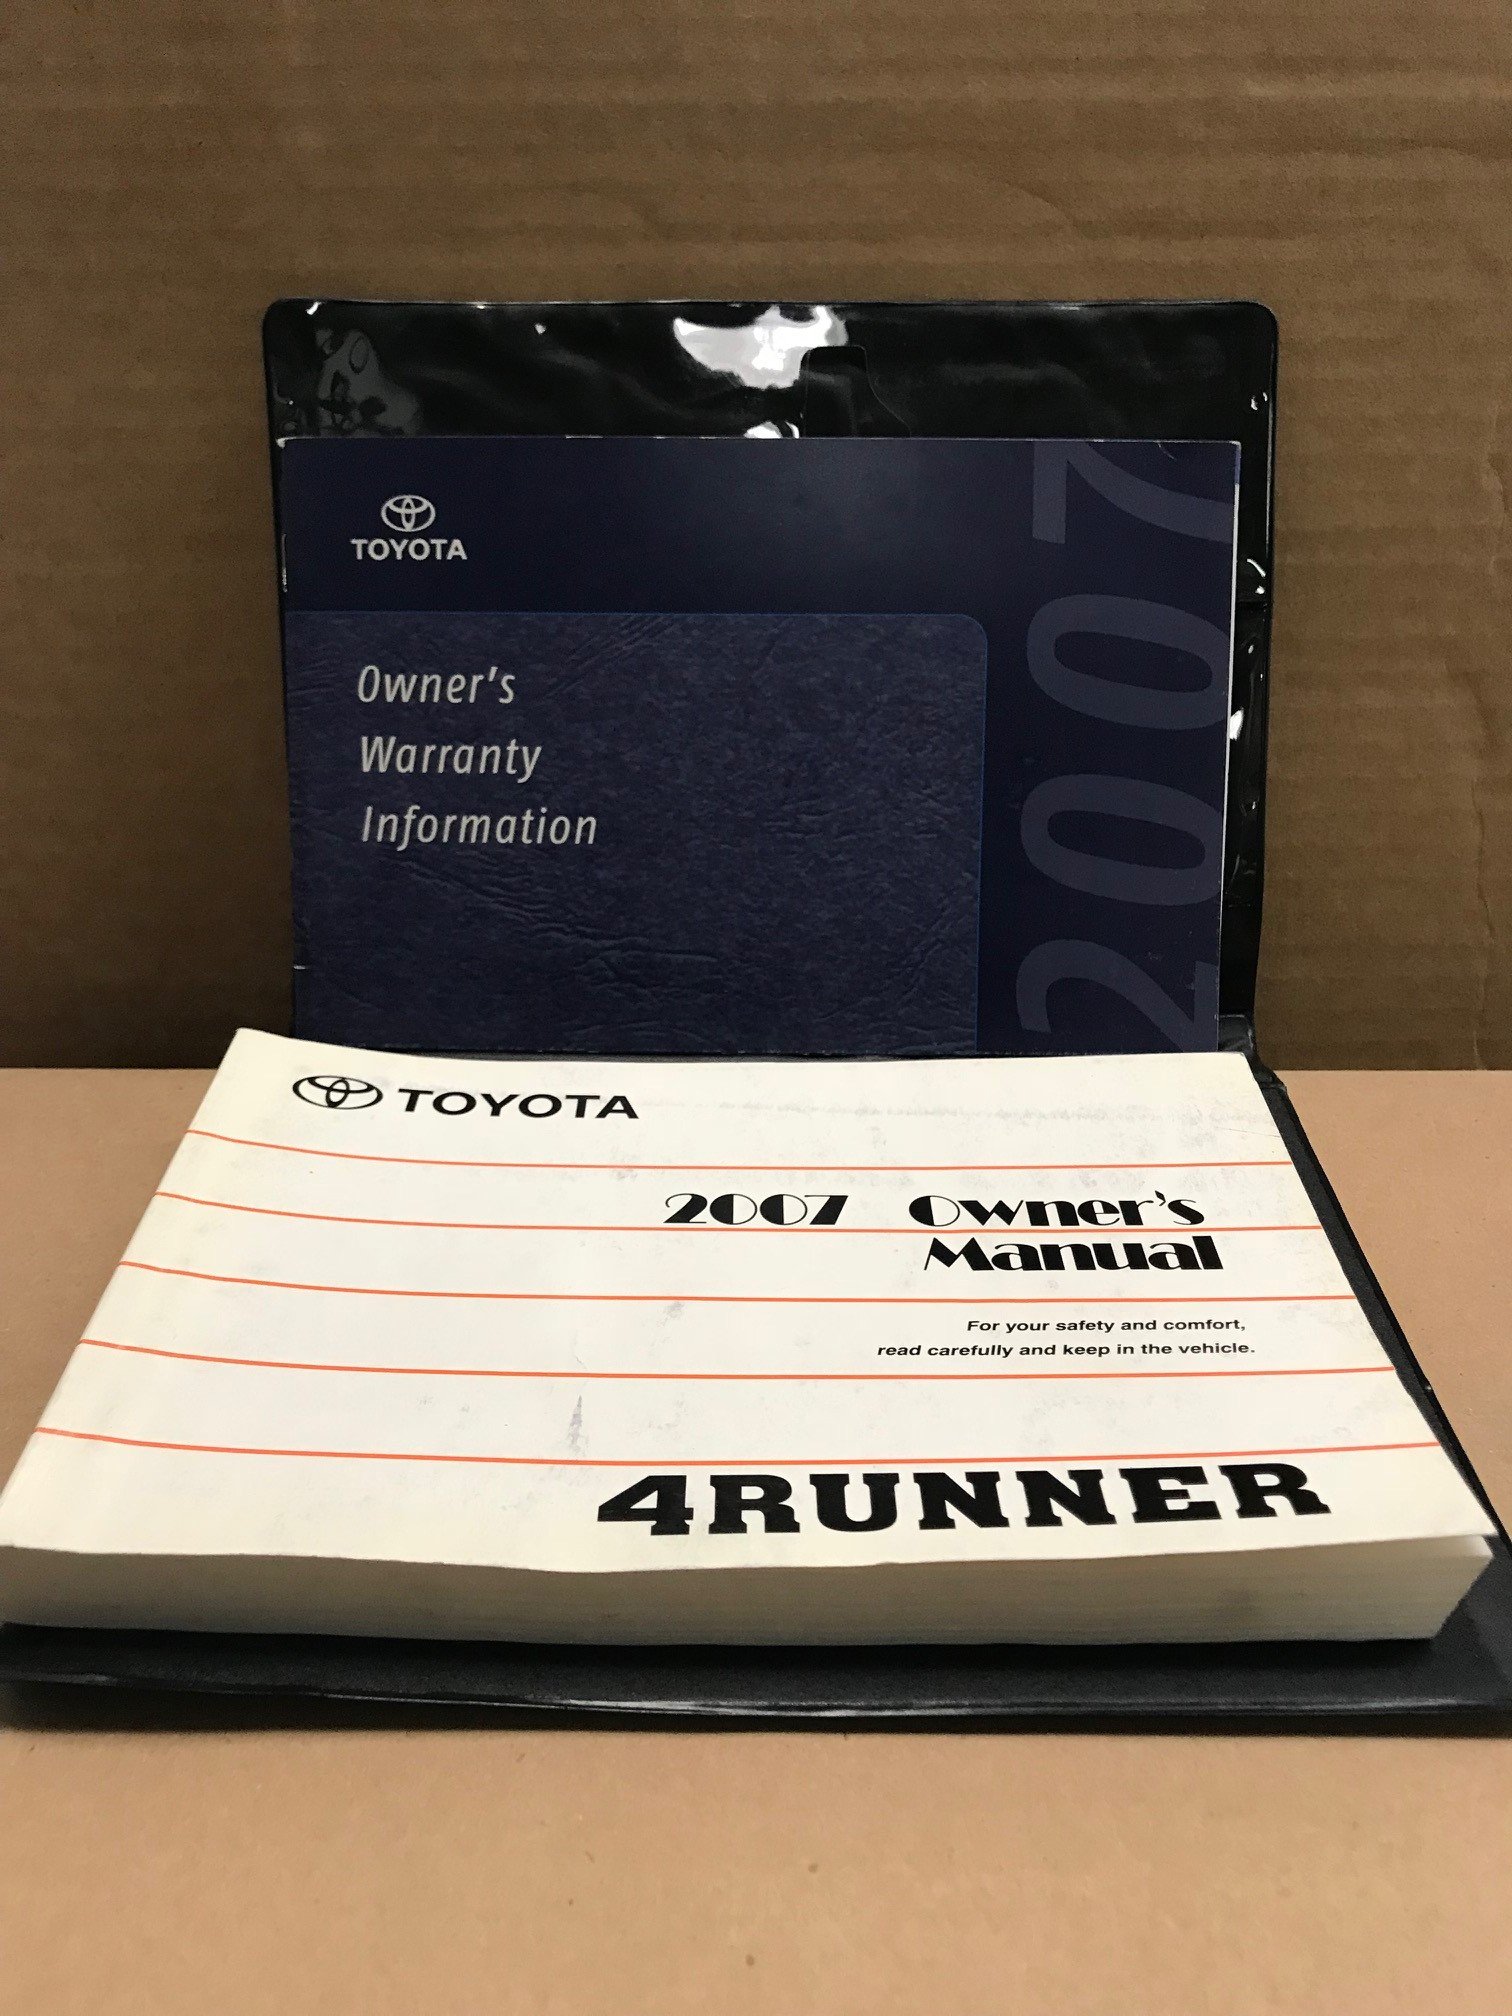 TOYOTA
Owner's
Warranty
Information
2007
TOYOTA
2007 Owner's
Manual
For your safety and comfort,
read carefully and keep in the vehicle.
4RUNNER